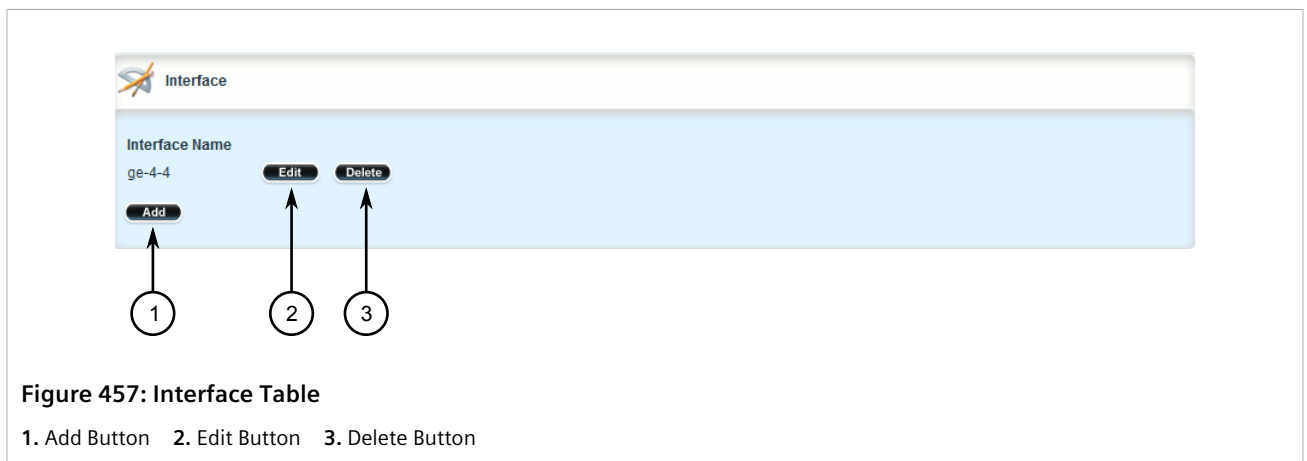 Interface
Interface Name
ge-4-4 Edit Delete
Add
1 2 3
Figure 457: Interface Table
1. Add Button 2. Edit Button 3. Delete Button